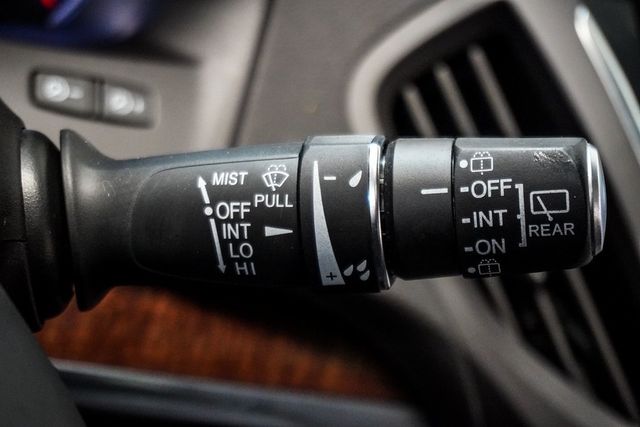 MIST
OFF PULL
INT
LO
HI
-
+
OFF
INT
ON
REAR